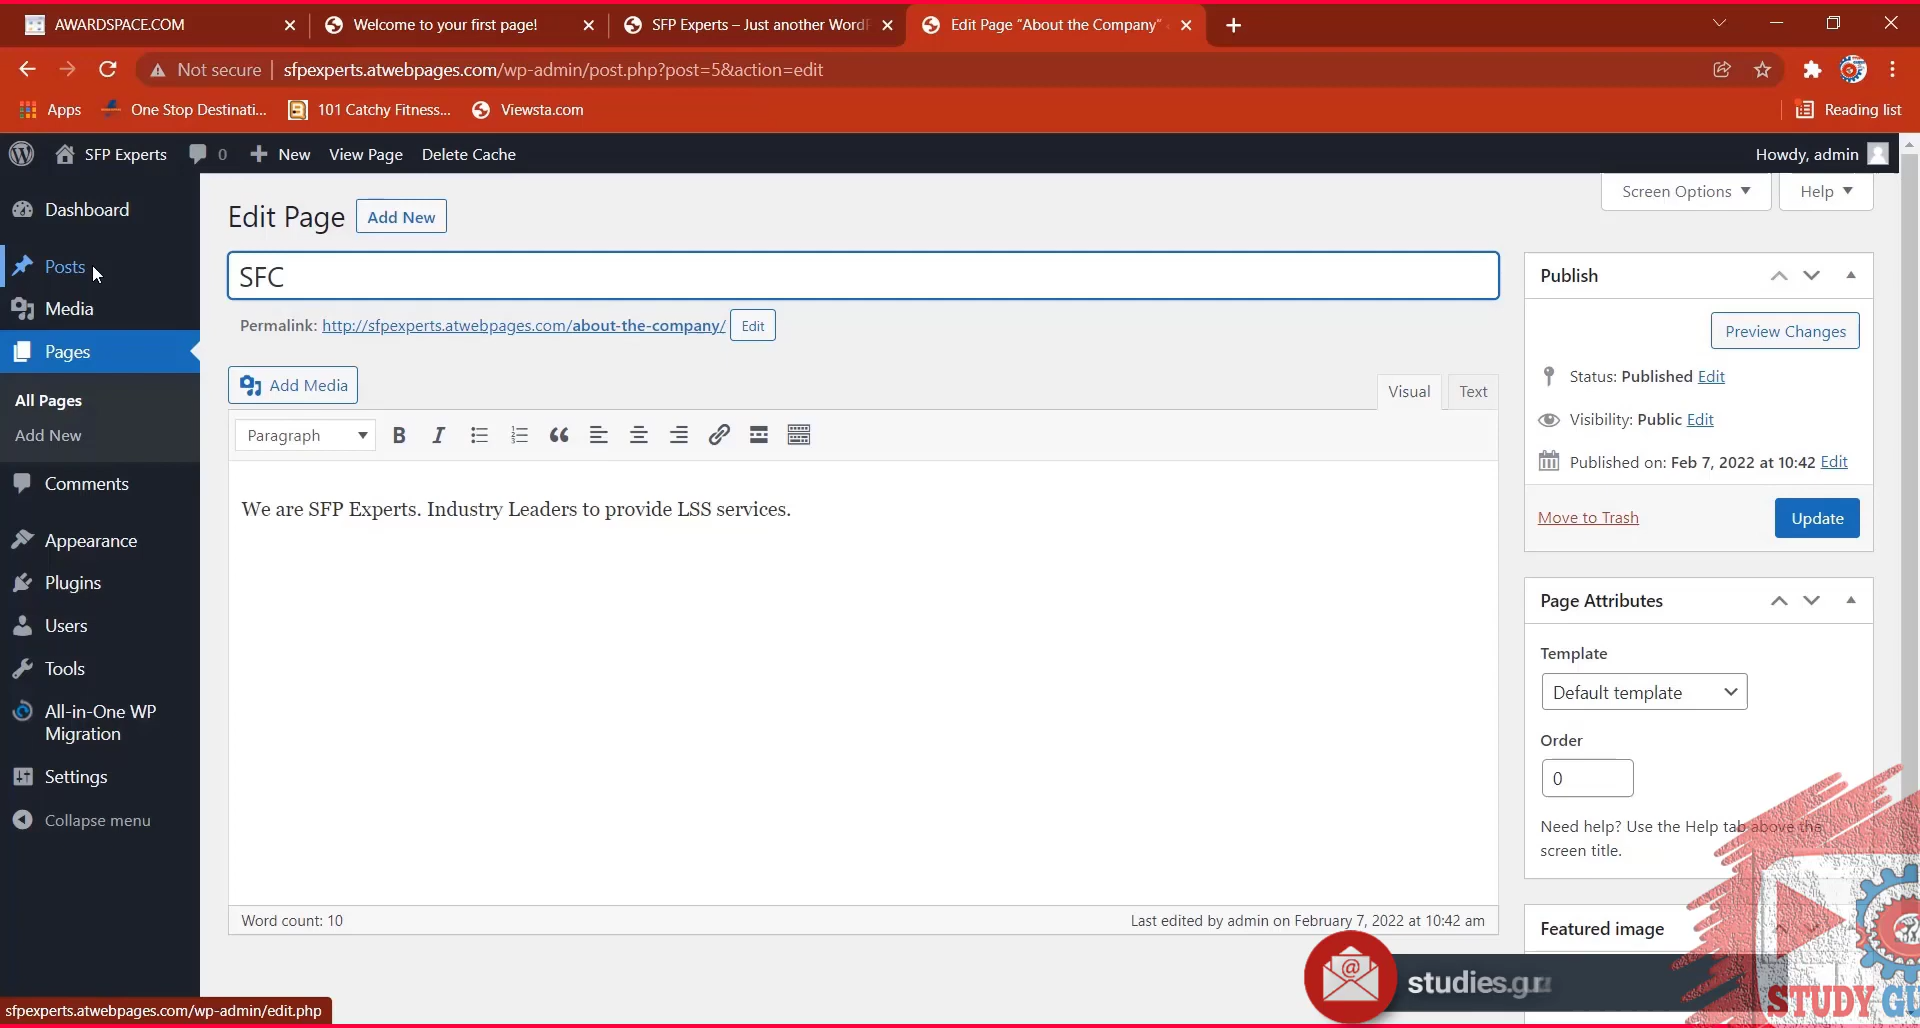 AWARDSPACE.COM
Welcome to your first page!
SFP Experts – Just another Word
Edit Page “About the Company”
Not secure
sfpexperts.atwebpages.com/wp-admin/post.php?post=5&action=edit
Apps
One Stop Destinati...
101 Catchy Fitness...
Viewsta.com
Reading list
SFP Experts
0
New
View Page
Delete Cache
Howdy, admin
Dashboard
Posts
Media
Pages
All Pages
Add New
Comments
Appearance
Plugins
Users
Tools
All-in-One WP
Migration
Settings
Collapse menu
Screen Options
Help
Edit Page
Add New
SFC
Permalink: http://sfpexperts.atwebpages.com/about-the-company/
Edit
Add Media
Visual
Text
Paragraph
B
I
We are SFP Experts. Industry Leaders to provide LSS services.
Word count: 10
Last edited by admin on February 7, 2022 at 10:42 am
Publish
Preview Changes
Status: Published Edit
Visibility: Public Edit
Published on: Feb 7, 2022 at 10:42 Edit
Move to Trash
Update
Page Attributes
Template
Default template
Order
0
Need help? Use the Help tab above the
screen title.
Featured image
studies.g
STUDY GU
sfpexperts.atwebpages.com/wp-admin/edit.php